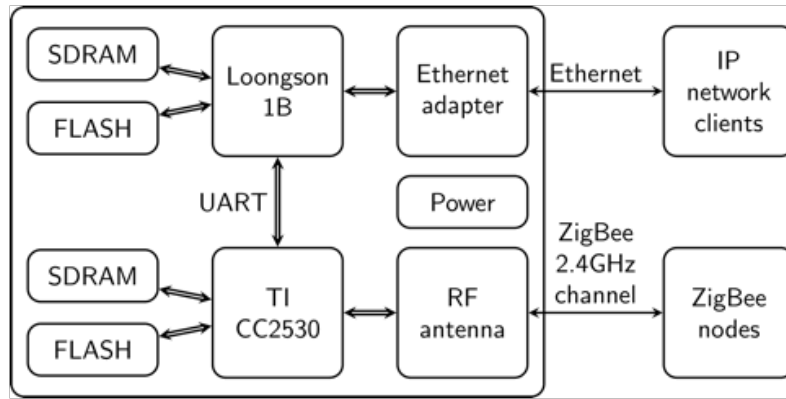 SDRAM
FLASH
Loongson
1B
Ethernet
adapter
Ethernet
IP
network
clients
UART
Power
SDRAM
FLASH
TI
CC2530
RF
antenna
ZigBee
2.4GHz
channel
ZigBee
nodes